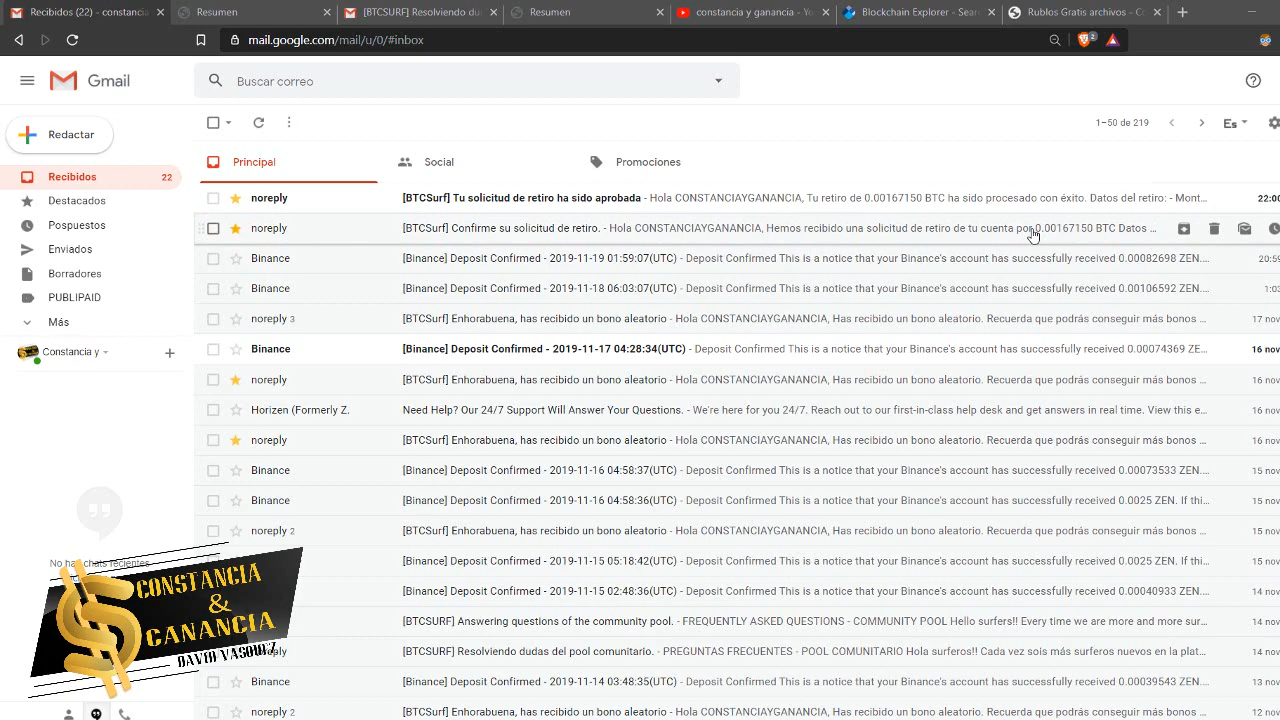 Recibidos (22) - constancia
Resumen
[BTCSURF] Resolviendo du
Resumen
constancia y ganancia - Yo
Blockchain Explorer - Sear
Rublos Gratis archivos - Co
mail.google.com/mail/u/0/#inbox
2
Gmail
Buscar correo
Redactar
1–50 de 219
Es
Principal
Social
Promociones
Recibidos 22
Destacados
Pospuestos
Enviados
Borradores
PUBLIPAID
Más
Constancia y
noreply [BTCSurf] Tu solicitud de retiro ha sido aprobada - Hola CONSTANCIAYGANANCIA, Tu retiro de 0.00167150 BTC ha sido procesado con éxito. Datos del retiro: - Mont... 22:00
noreply [BTCSurf] Confirme su solicitud de retiro. - Hola CONSTANCIAYGANANCIA, Hemos recibido una solicitud de retiro de tu cuenta por 0.00167150 BTC Datos ...
Binance [Binance] Deposit Confirmed - 2019-11-19 01:59:07(UTC) - Deposit Confirmed This is a notice that your Binance's account has successfully received 0.00082698 ZEN.... 20:59
Binance [Binance] Deposit Confirmed - 2019-11-18 06:03:07(UTC) - Deposit Confirmed This is a notice that your Binance's account has successfully received 0.00106592 ZEN.... 1:03
noreply 3 [BTCSurf] Enhorabuena, has recibido un bono aleatorio - Hola CONSTANCIAYGANANCIA, Has recibido un bono aleatorio. Recuerda que podrás conseguir más bonos ... 17 nov
Binance [Binance] Deposit Confirmed - 2019-11-17 04:28:34(UTC) - DepositConfirmed This is a notice that your Binance's account has successfully received 0.00074369 ZE... 16 nov
noreply [BTCSurf] Enhorabuena, has recibido un bono aleatorio - Hola CONSTANCIAYGANANCIA, Has recibido un bono aleatorio. Recuerda que podrás conseguir más bonos ... 16 nov
Horizen (Formerly Z. Need Help? Our 24/7 Support Will Answer Your Questions. - We're here for you 24/7. Reach out to our first-in-class help desk and get answers in real time. View this e... 16 nov
noreply [BTCSurf] Enhorabuena, has recibido un bono aleatorio - Hola CONSTANCIAYGANANCIA, Has recibido un bono aleatorio. Recuerda que podrás conseguir más bonos ... 16 nov
Binance [Binance] Deposit Confirmed - 2019-11-16 04:58:37(UTC) - Deposit Confirmed This is a notice that your Binance's account has successfully received 0.00073533 ZEN.... 15 nov
Binance [Binance] Deposit Confirmed - 2019-11-16 04:58:36(UTC) - Deposit Confirmed This is a notice that your Binance's account has successfully received 0.0025 ZEN. If thi... 15 nov
noreply 2 [BTCSurf] Enhorabuena, has recibido un bono aleatorio - Hola CONSTANCIAYGANANCIA, Has recibido un bono aleatorio. Recuerda que podrás conseguir más bonos ... 15 nov
[Binance] Deposit Confirmed - 2019-11-15 05:18:42(UTC) - Deposit Confirmed This is a notice that your Binance's account has successfully received 0.0025 ZEN. If thi... 14 nov
[Binance] Deposit Confirmed - 2019-11-15 02:48:36(UTC) - Deposit Confirmed This is a notice that your Binance's account has successfully received 0.00040933 ZEN.... 14 nov
[BTCSURF] Answering questions of the community pool. - FREQUENTLY ASKED QUESTIONS - COMMUNITY POOL Hello surfers!! Every time we are more and more sur... 14 nov
[BTCSURF] Resolviendo dudas del pool comunitario. - PREGUNTAS FRECUENTES - POOL COMUNITARIO Hola surferos!! Cada vez sois más surferos nuevos en la plat... 14 nov
Binance [Binance] Deposit Confirmed - 2019-11-14 03:48:35(UTC) - Deposit Confirmed This is a notice that your Binance's account has successfully received 0.00039543 ZEN.... 13 nov
noreply 2 [BTCSurf] Enhorabuena, has recibido un bono aleatorio - Hola CONSTANCIAYGANANCIA, Has recibido un bono aleatorio. Recuerda que podrás conseguir más bonos ... 12 nov
No hay chats recientes
CONSTANCIA
&
GANANCIA
DAVID VASQUEZ